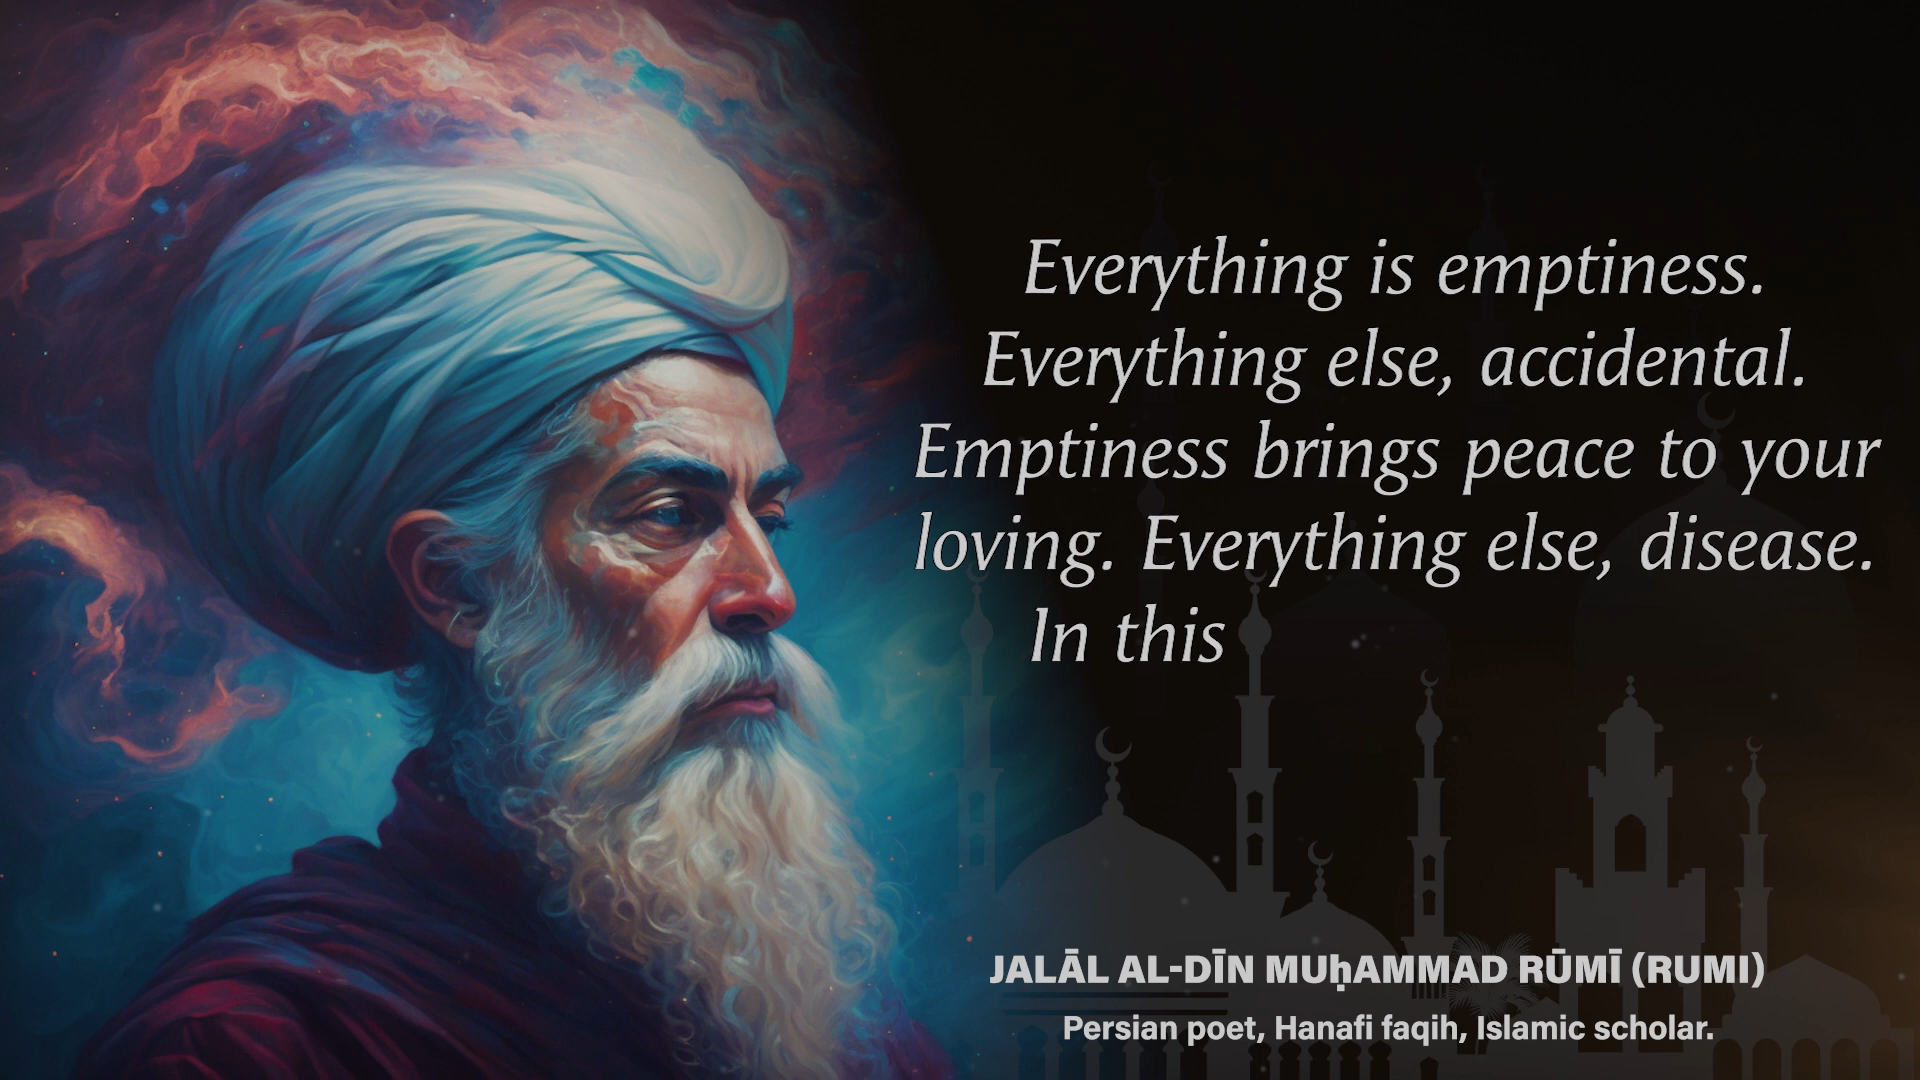 Everything is emptiness.
Everything else, accidental.
Emptiness brings peace to your
loving. Everything else, disease.
In this
JALĀL AL-DĪN MUḥAMMAD RŪMĪ (RUMI)
Persian poet, Hanafi faqih, Islamic scholar.